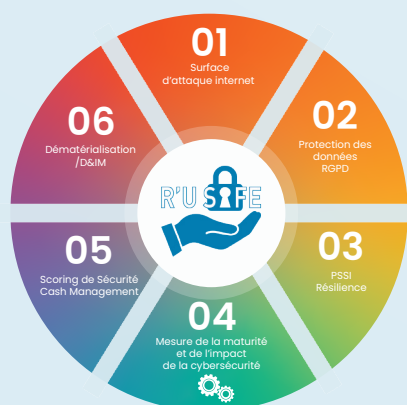 01
Surface
d'attaque internet
02
Protection des
données
RGPD
03
PSSI
Résilience
04
Mesure de la maturité
et de l'impact
de la cybersécurité
05
Scoring de Sécurité
Cash Management
06
Dématérialisation
/D&IM
R'U SAFE